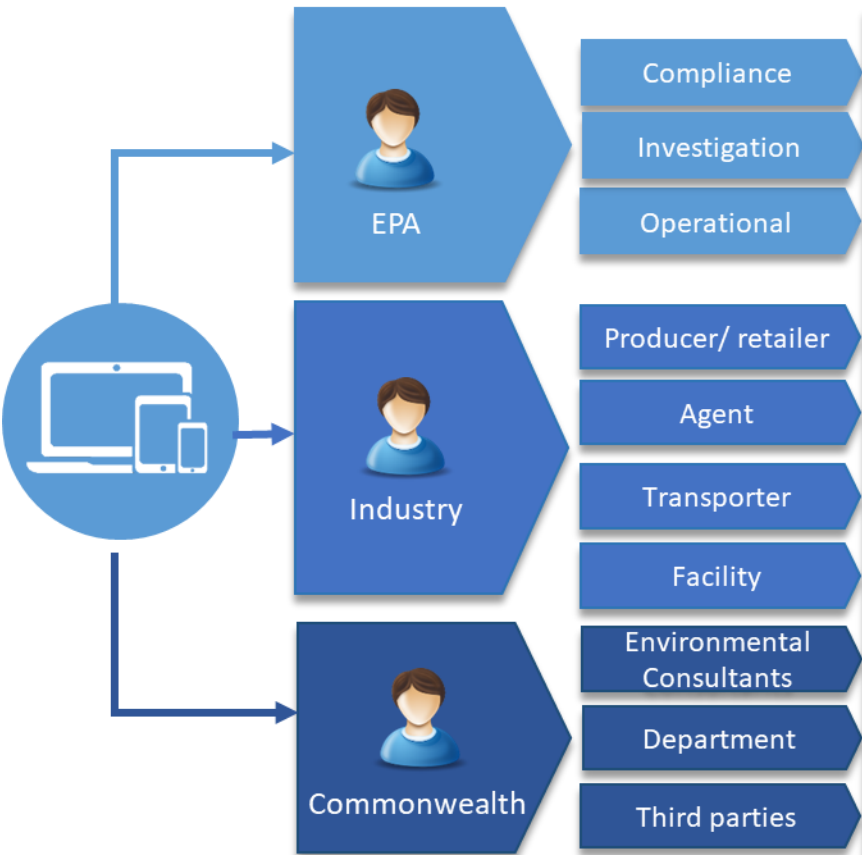 EPA
Compliance
Investigation
Operational
Industry
Producer/ retailer
Agent
Transporter
Facility
Commonwealth
Environmental
Consultants
Department
Third parties